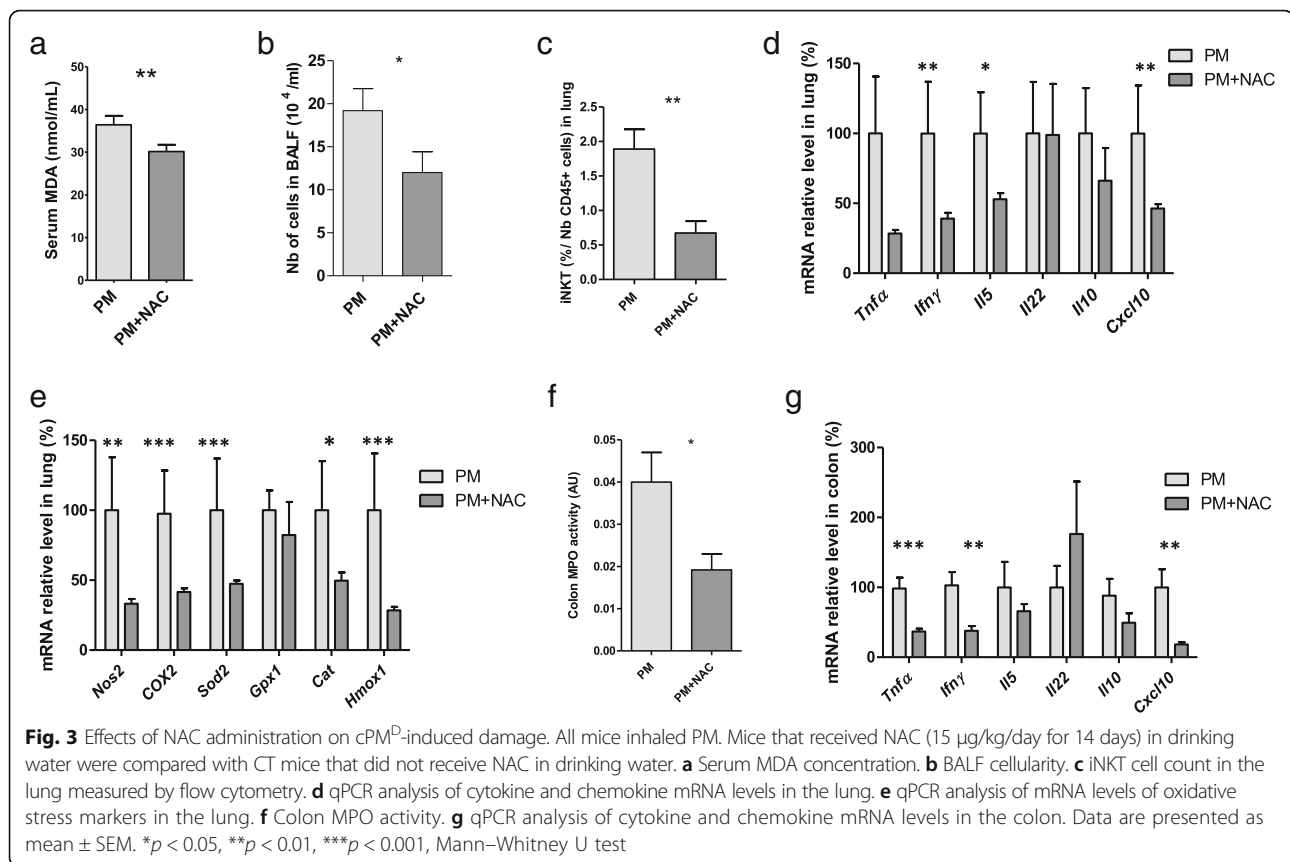 a
**
Serum MDA (nmol/mL)
50
40
30
20
10
0
PM
PM+NAC
b
*
Nb of cells in BALF (10⁴ /ml)
25
20
15
10
5
0
PM
PM+NAC
c
**
iNKT (%/ Nb CD45+ cells) in lung
2.5
2.0
1.5
1.0
0.5
0.0
PM
PM+NAC
d
PM
PM+NAC
** * **
mRNA relative level in lung (%)
150
100
50
0
Tnfα Ifnγ Il5 Il22 Il10 Cxcl10
e
PM
PM+NAC
** *** *** * ***
mRNA relative level in lung (%)
150
100
50
0
Nos2 COX2 Sod2 Gpx1 Cat Hmox1
f
*
Colon MPO activity (AU)
0.05
0.04
0.03
0.02
0.01
0.00
PM
PM+NAC
g
PM
PM+NAC
*** ** **
mRNA relative level in colon (%)
300
200
100
0
Tnfα Ifnγ Il5 Il22 Il10 Cxcl10
Fig. 3 Effects of NAC administration on cPMᴰ-induced damage. All mice inhaled PM. Mice that received NAC (15 μg/kg/day for 14 days) in drinking
water were compared with CT mice that did not receive NAC in drinking water. a Serum MDA concentration. b BALF cellularity. c iNKT cell count in the
lung measured by flow cytometry. d qPCR analysis of cytokine and chemokine mRNA levels in the lung. e qPCR analysis of mRNA levels of oxidative
stress markers in the lung. f Colon MPO activity. g qPCR analysis of cytokine and chemokine mRNA levels in the colon. Data are presented as
mean ± SEM. *p < 0.05, **p < 0.01, ***p < 0.001, Mann–Whitney U test